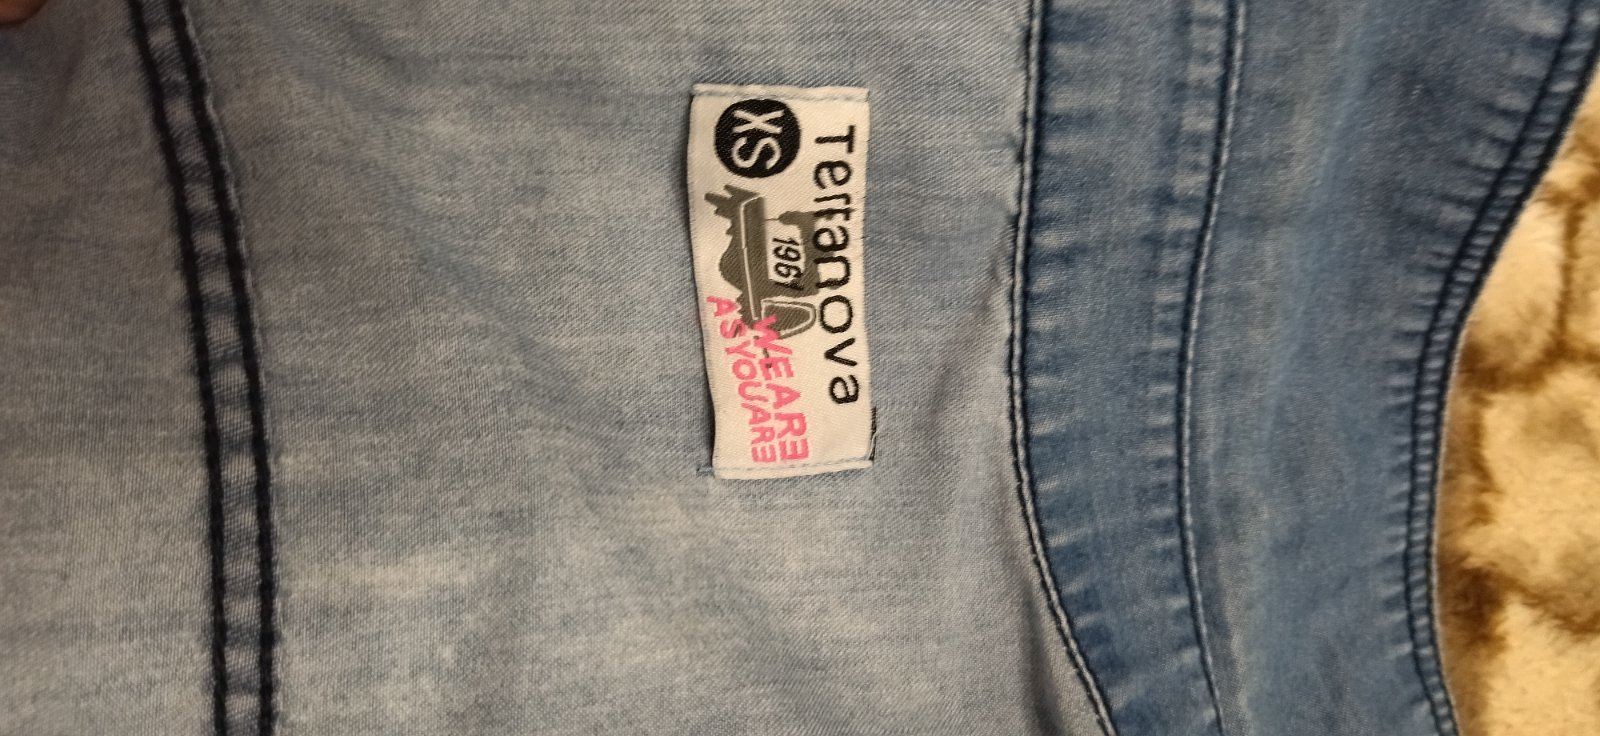 Terranova
XS
1961
WE ARE
AS YOU ARE